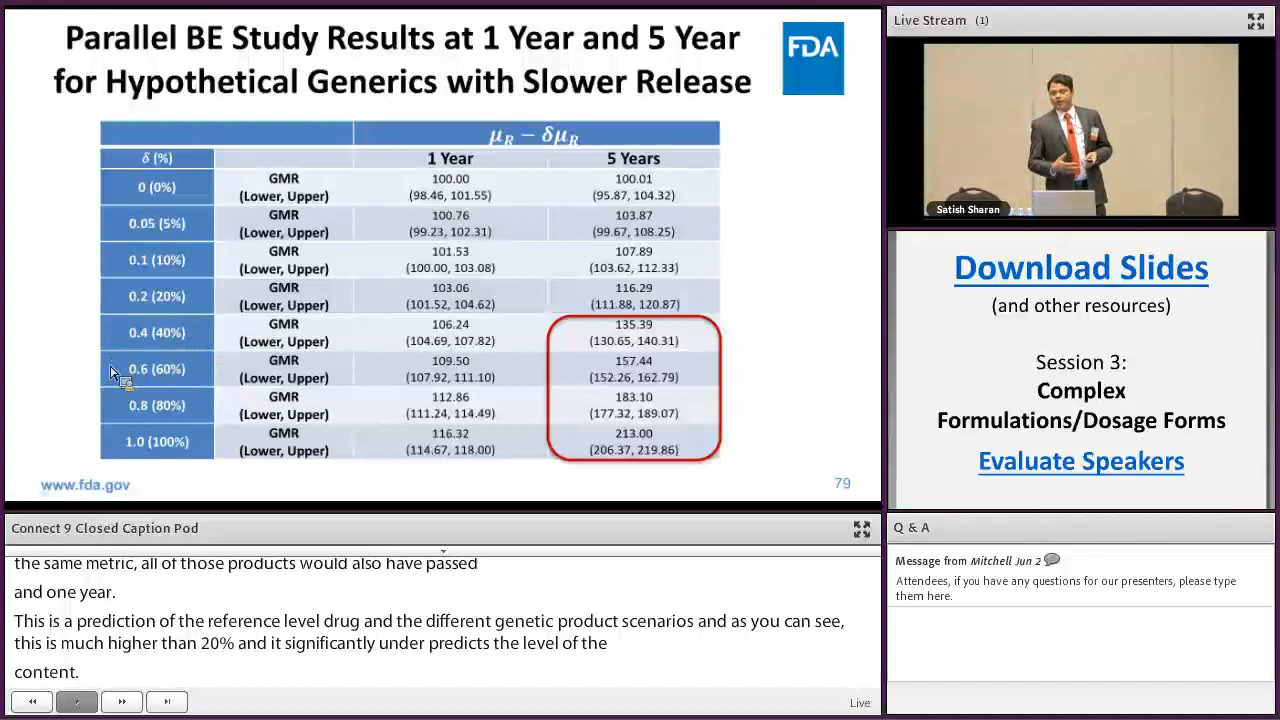 Parallel BE Study Results at 1 Year and 5 Year
for Hypothetical Generics with Slower Release
FDA
μR − δμR
δ (%) 1 Year 5 Years
0 (0%) GMR 100.00 100.01
(Lower, Upper) (98.46, 101.55) (95.87, 104.32)
0.05 (5%) GMR 100.76 103.87
(Lower, Upper) (99.23, 102.31) (99.67, 108.25)
0.1 (10%) GMR 101.53 107.89
(Lower, Upper) (100.00, 103.08) (103.62, 112.33)
0.2 (20%) GMR 103.06 116.29
(Lower, Upper) (101.52, 104.62) (111.88, 120.87)
0.4 (40%) GMR 106.24 135.39
(Lower, Upper) (104.69, 107.82) (130.65, 140.31)
0.6 (60%) GMR 109.50 157.44
(Lower, Upper) (107.92, 111.10) (152.26, 162.79)
0.8 (80%) GMR 112.86 183.10
(Lower, Upper) (111.24, 114.49) (177.32, 189.07)
1.0 (100%) GMR 116.32 213.00
(Lower, Upper) (114.67, 118.00) (206.37, 219.86)
www.fda.gov
79
Live Stream (1)
Satish Sharan
Download Slides
(and other resources)
Session 3:
Complex
Formulations/Dosage Forms
Evaluate Speakers
Connect 9 Closed Caption Pod
the same metric, all of those products would also have passed
and one year.
This is a prediction of the reference level drug and the different genetic product scenarios and as you can see,
this is much higher than 20% and it significantly under predicts the level of the
content.
Live
Q & A
Message from Mitchell Jun 2
Attendees, if you have any questions for our presenters, please type
them here.